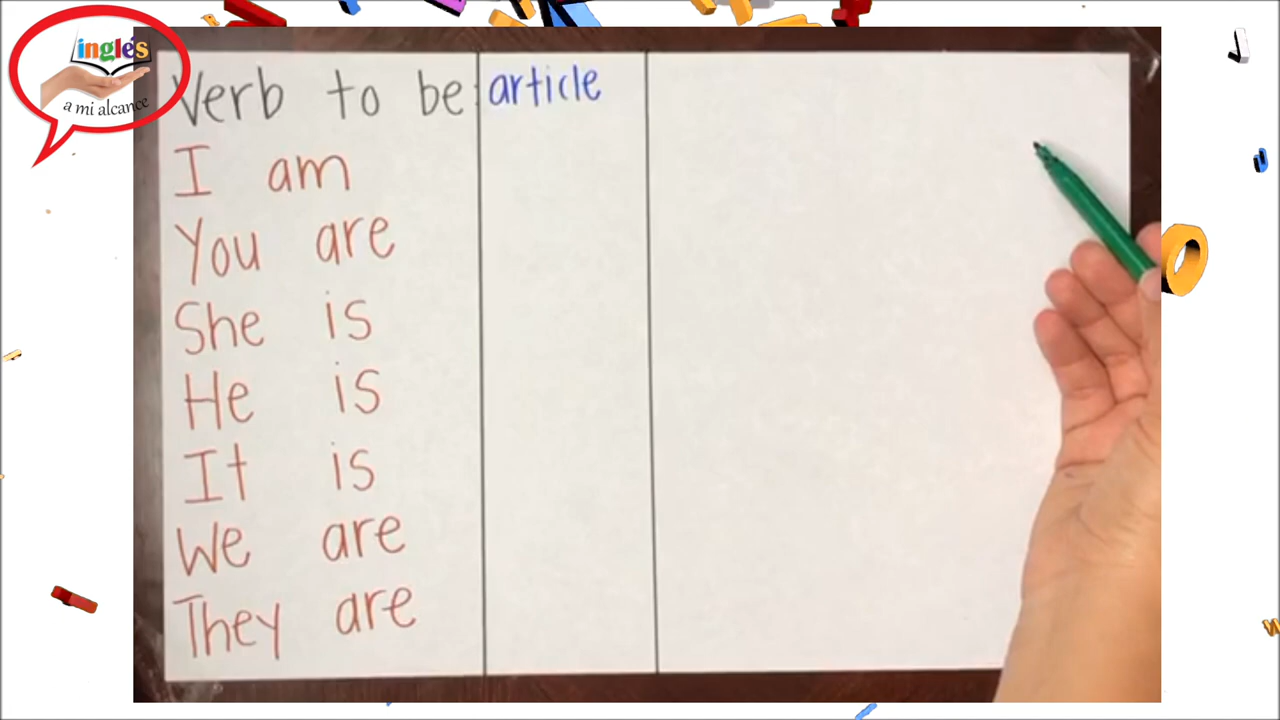 inglés
a mi alcance
Verb to be: article
I am
You are
She is
He is
It is
We are
They are